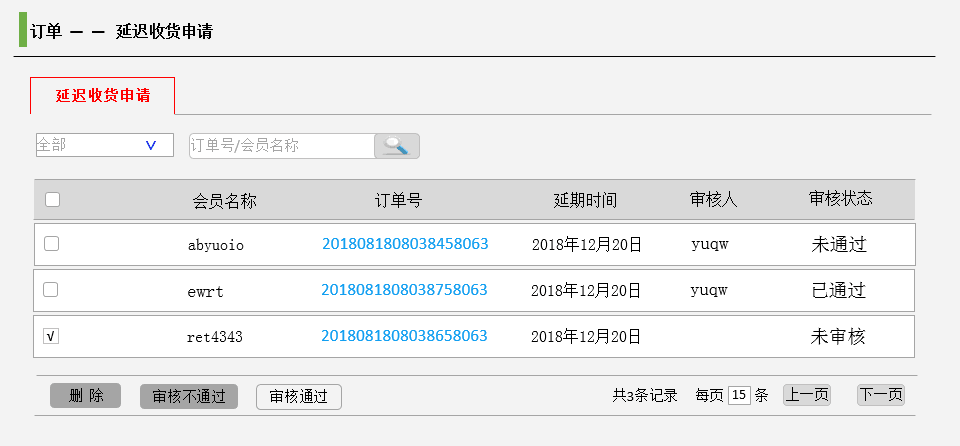 订单 － － 延迟收货申请
延迟收货申请
全部 订单号/会员名称
会员名称 订单号 延期时间 审核人 审核状态
abyuoio 2018081808038458063 2018年12月20日 yuqw 未通过
ewrt 2018081808038758063 2018年12月20日 yuqw 已通过
√ ret4343 2018081808038658063 2018年12月20日 未审核
删 除 审核不通过 审核通过 共3条记录 每页 15 条 上一页 下一页